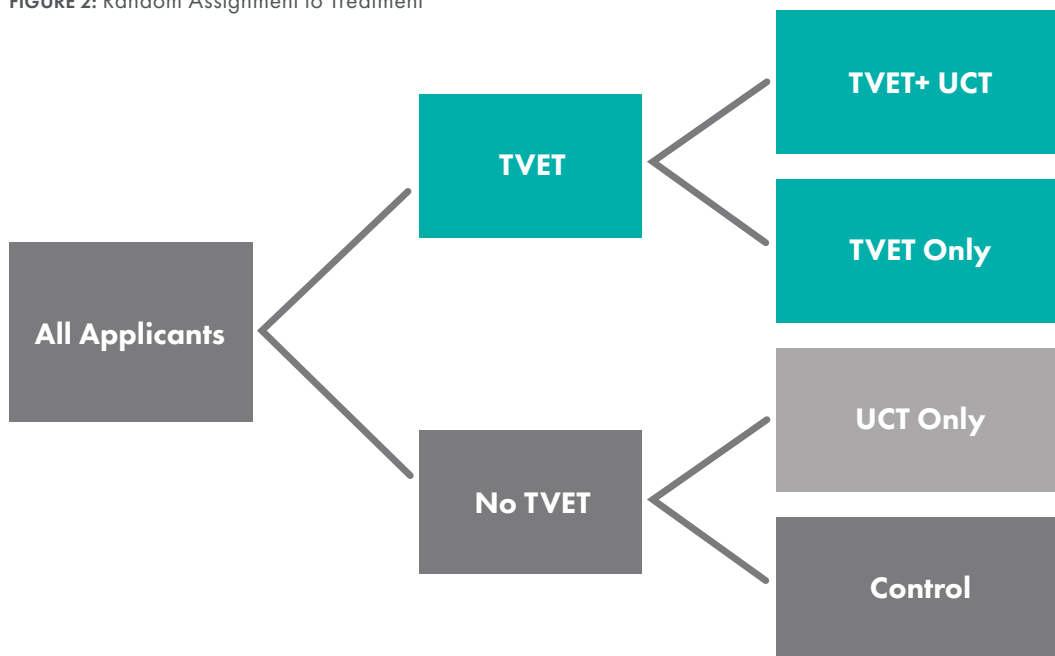 FIGURE 2: Random Assignment to Treatment
TVET+ UCT
TVET
TVET Only
All Applicants
UCT Only
No TVET
Control